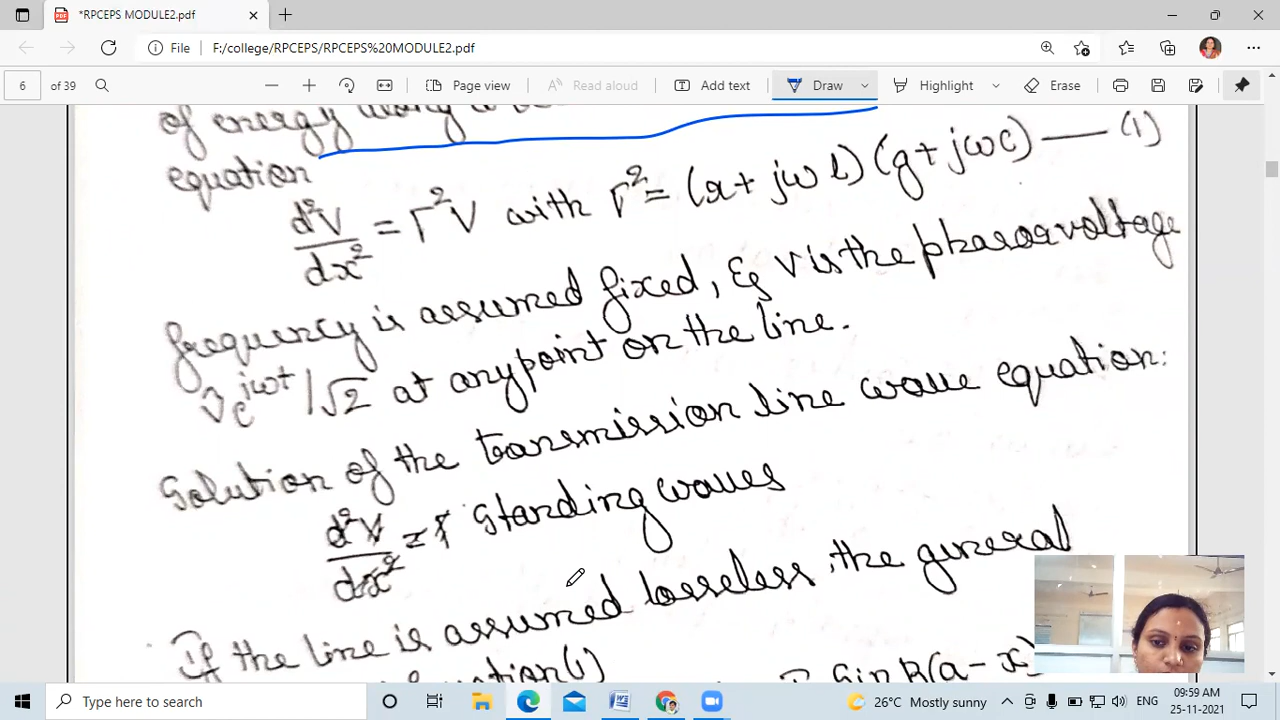 *RPCEPS MODULE2.pdf
File F:/college/RPCEPS/RPCEPS%20MODULE2.pdf
6 of 39 Page view Read aloud Add text Draw Highlight Erase
of energy along a
equation
d²V/dx² = Γ²V with Γ² = (r + jωl)(g + jωc) — (1)
frequency is assumed fixed, & V is the phasor voltage
e^jωt /√2 at any point on the line.
Solution of the transmission line wave equation:
d²V/dx² = Standing waves
If the line is assumed lossless, the general
equation(1) Sin B(a - x)
Type here to search
26°C Mostly sunny
ENG
09:59 AM
25-11-2021